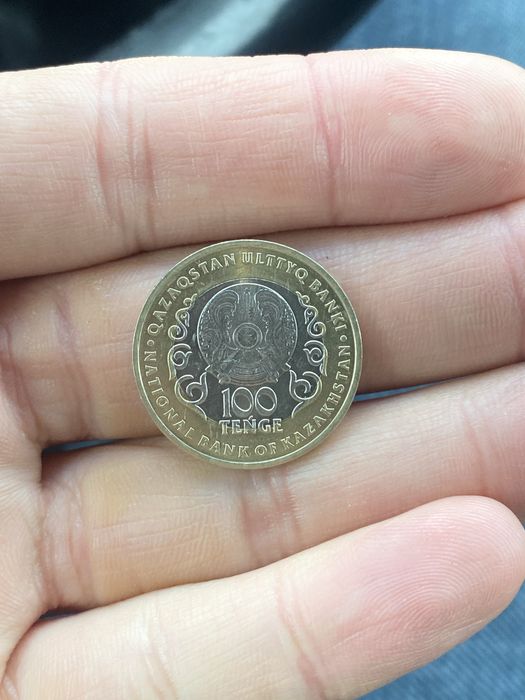 QAZAQSTAN ULTTYQ BANKI
100
TEŃGE
NATIONAL BANK OF KAZAKHSTAN